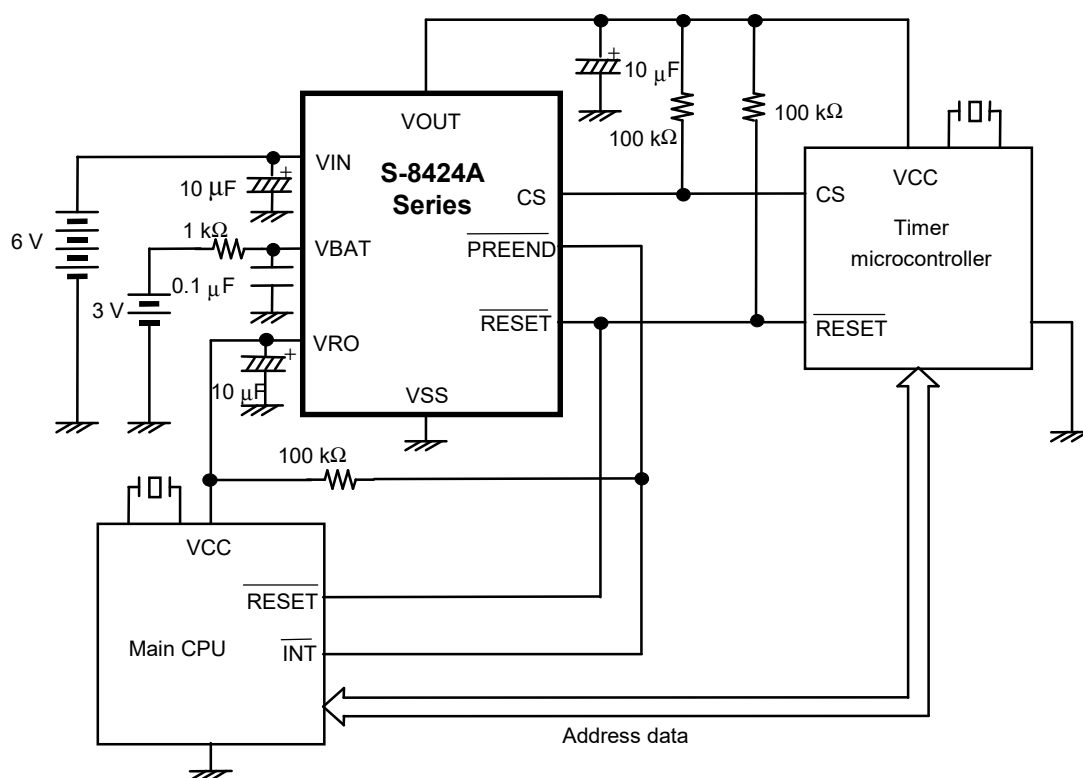 10 µF
100 kΩ
100 kΩ
VOUT
VIN
S-8424A
Series
10 µF
CS
CS
VCC
Timer
microcontroller
6 V
1 kΩ
VBAT
PREEND
0.1 µF
3 V
RESET
RESET
VRO
10 µF
VSS
100 kΩ
VCC
RESET
Main CPU
INT
Address data